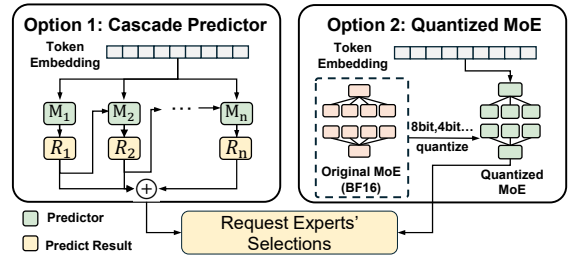 Option 1: Cascade Predictor
Token
Embedding
M1
M2
...
Mn
R1
R2
Rn
+
Predictor
Predict Result
Option 2: Quantized MoE
Token
Embedding
8bit,4bit...
quantize
Original MoE
(BF16)
Quantized
MoE
Request Experts'
Selections